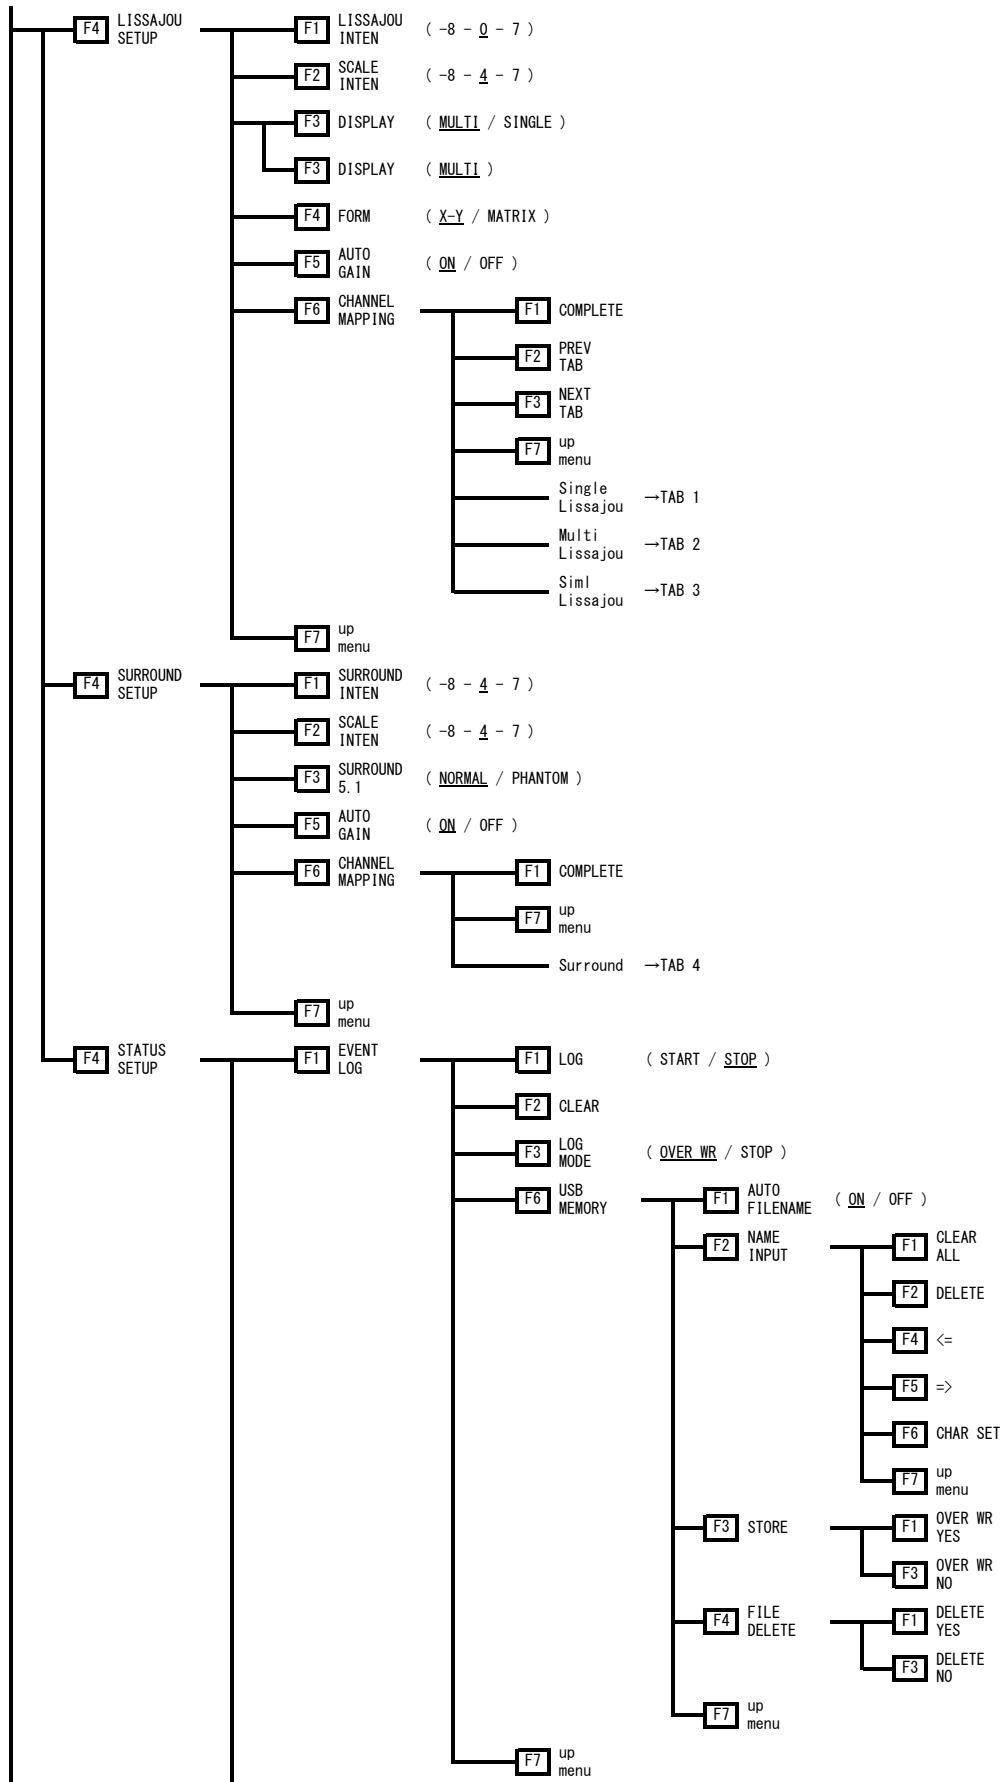 F4 LISSAJOU SETUP F1 LISSAJOU INTEN ( -8 - 0 - 7 )
F2 SCALE INTEN ( -8 - 4 - 7 )
F3 DISPLAY ( MULTI / SINGLE )
F3 DISPLAY ( MULTI )
F4 FORM ( X-Y / MATRIX )
F5 AUTO GAIN ( ON / OFF )
F6 CHANNEL MAPPING F1 COMPLETE
F2 PREV TAB
F3 NEXT TAB
F7 up menu
Single Lissajou →TAB 1
Multi Lissajou →TAB 2
Siml Lissajou →TAB 3
F7 up menu
F4 SURROUND SETUP F1 SURROUND INTEN ( -8 - 4 - 7 )
F2 SCALE INTEN ( -8 - 4 - 7 )
F3 SURROUND 5.1 ( NORMAL / PHANTOM )
F5 AUTO GAIN ( ON / OFF )
F6 CHANNEL MAPPING F1 COMPLETE
F7 up menu
Surround →TAB 4
F7 up menu
F4 STATUS SETUP F1 EVENT LOG F1 LOG ( START / STOP )
F2 CLEAR
F3 LOG MODE ( OVER WR / STOP )
F6 USB MEMORY F1 AUTO FILENAME ( ON / OFF )
F2 NAME INPUT F1 CLEAR ALL
F2 DELETE
F4 <=
F5 =>
F6 CHAR SET
F7 up menu
F3 STORE F1 OVER WR YES
F3 OVER WR NO
F4 FILE DELETE F1 DELETE YES
F3 DELETE NO
F7 up menu
F7 up menu